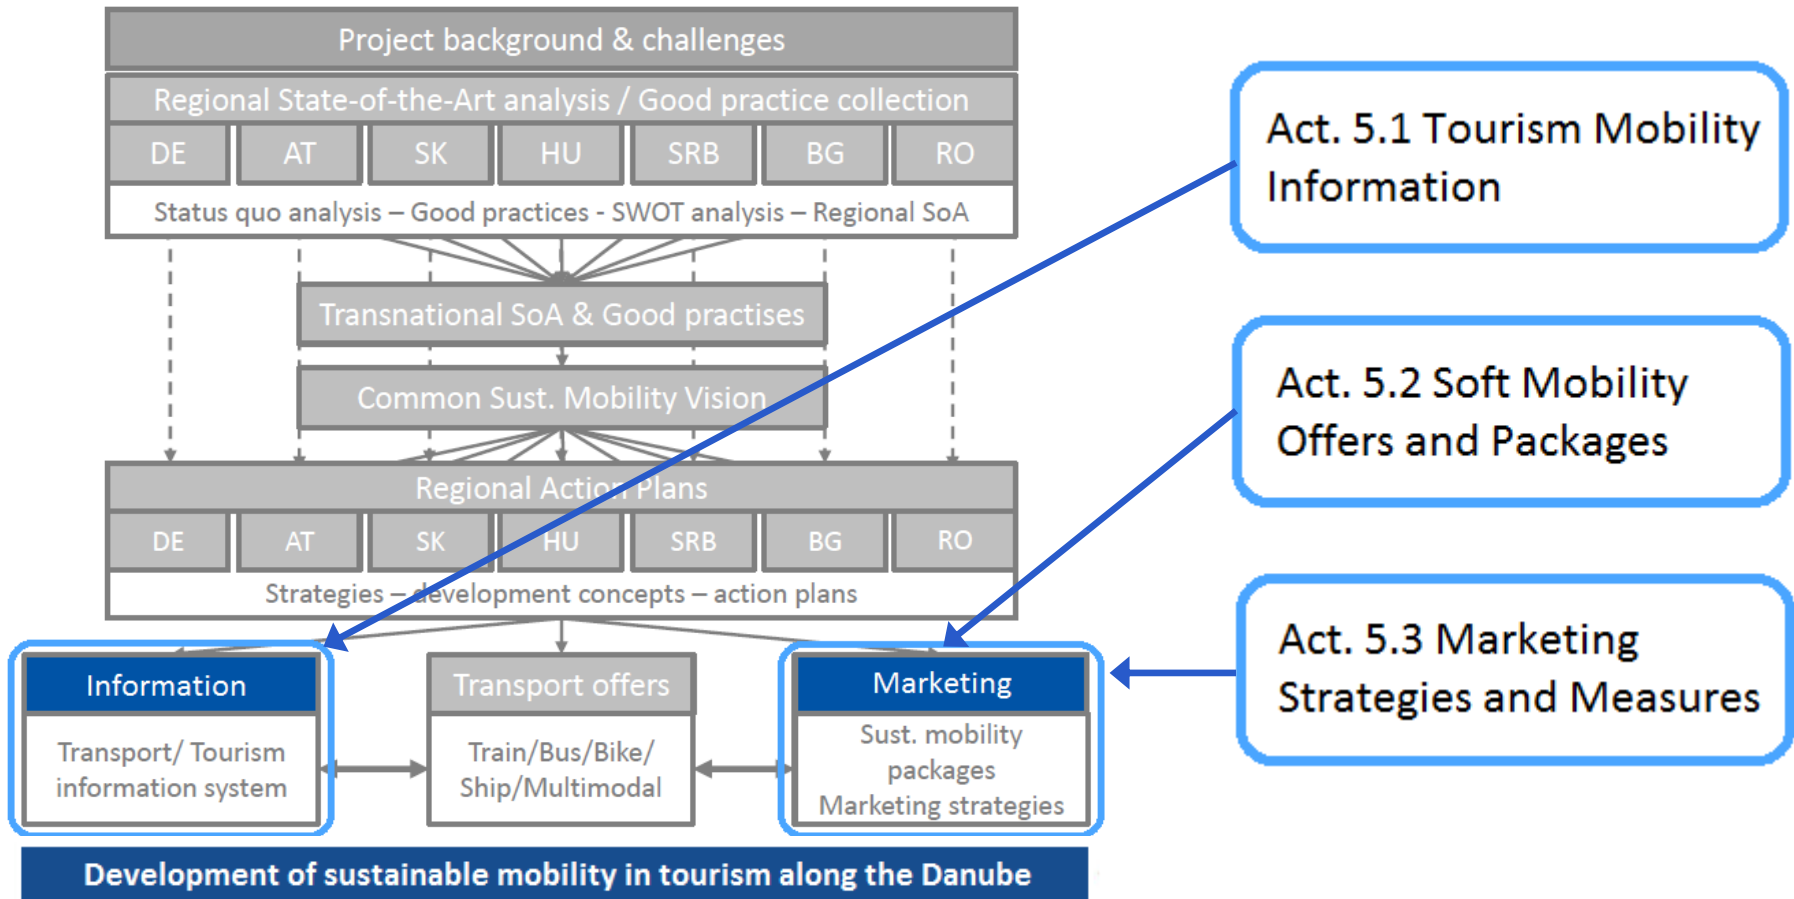 Project background & challenges
Regional State-of-the-Art analysis / Good practice collection
DE AT SK HU SRB BG RO
Status quo analysis – Good practices - SWOT analysis – Regional SoA
Transnational SoA & Good practises
Common Sust. Mobility Vision
Regional Action Plans
DE AT SK HU SRB BG RO
Strategies – development concepts – action plans
Information
Transport/ Tourism
information system
Transport offers
Train/Bus/Bike/
Ship/Multimodal
Marketing
Sust. mobility
packages
Marketing strategies
Development of sustainable mobility in tourism along the Danube
Act. 5.1 Tourism Mobility
Information
Act. 5.2 Soft Mobility
Offers and Packages
Act. 5.3 Marketing
Strategies and Measures